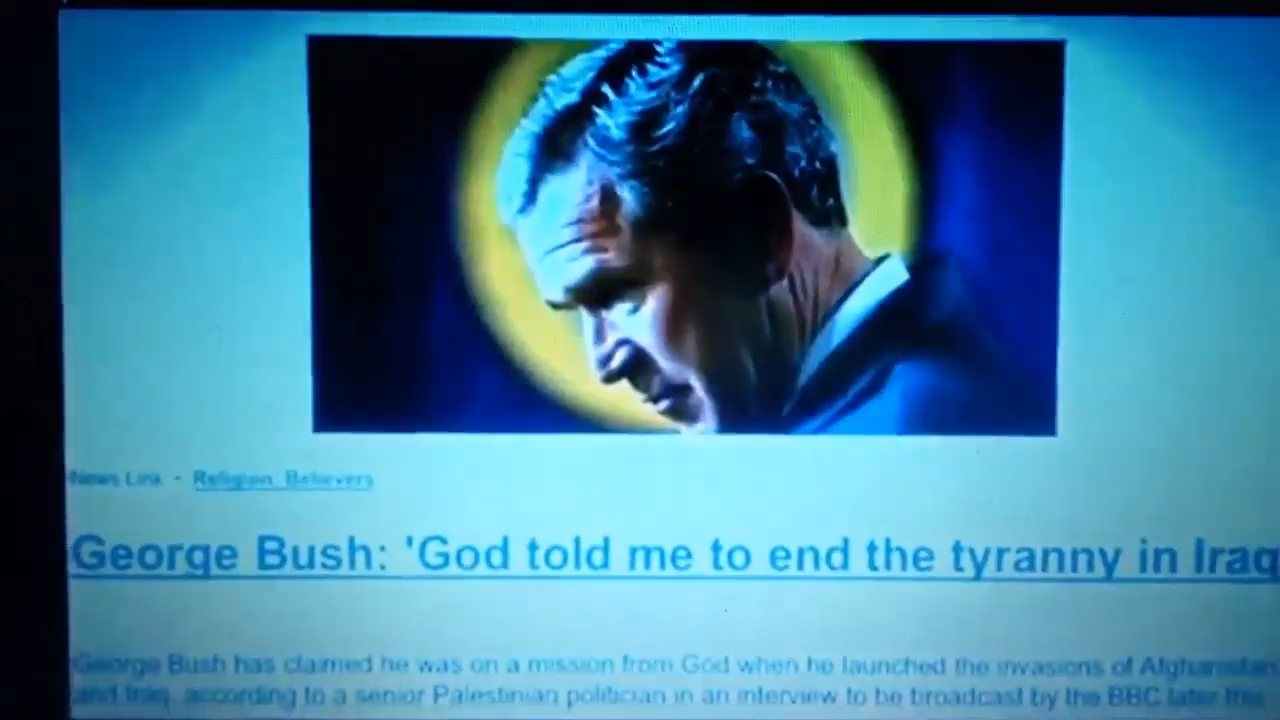 News Link - Religion: Believers
George Bush: 'God told me to end the tyranny in Iraq
George Bush has claimed he was on a mission from God when he launched the invasions of Afghanistan
and Iraq, according to a senior Palestinian politician in an interview to be broadcast by the BBC later this